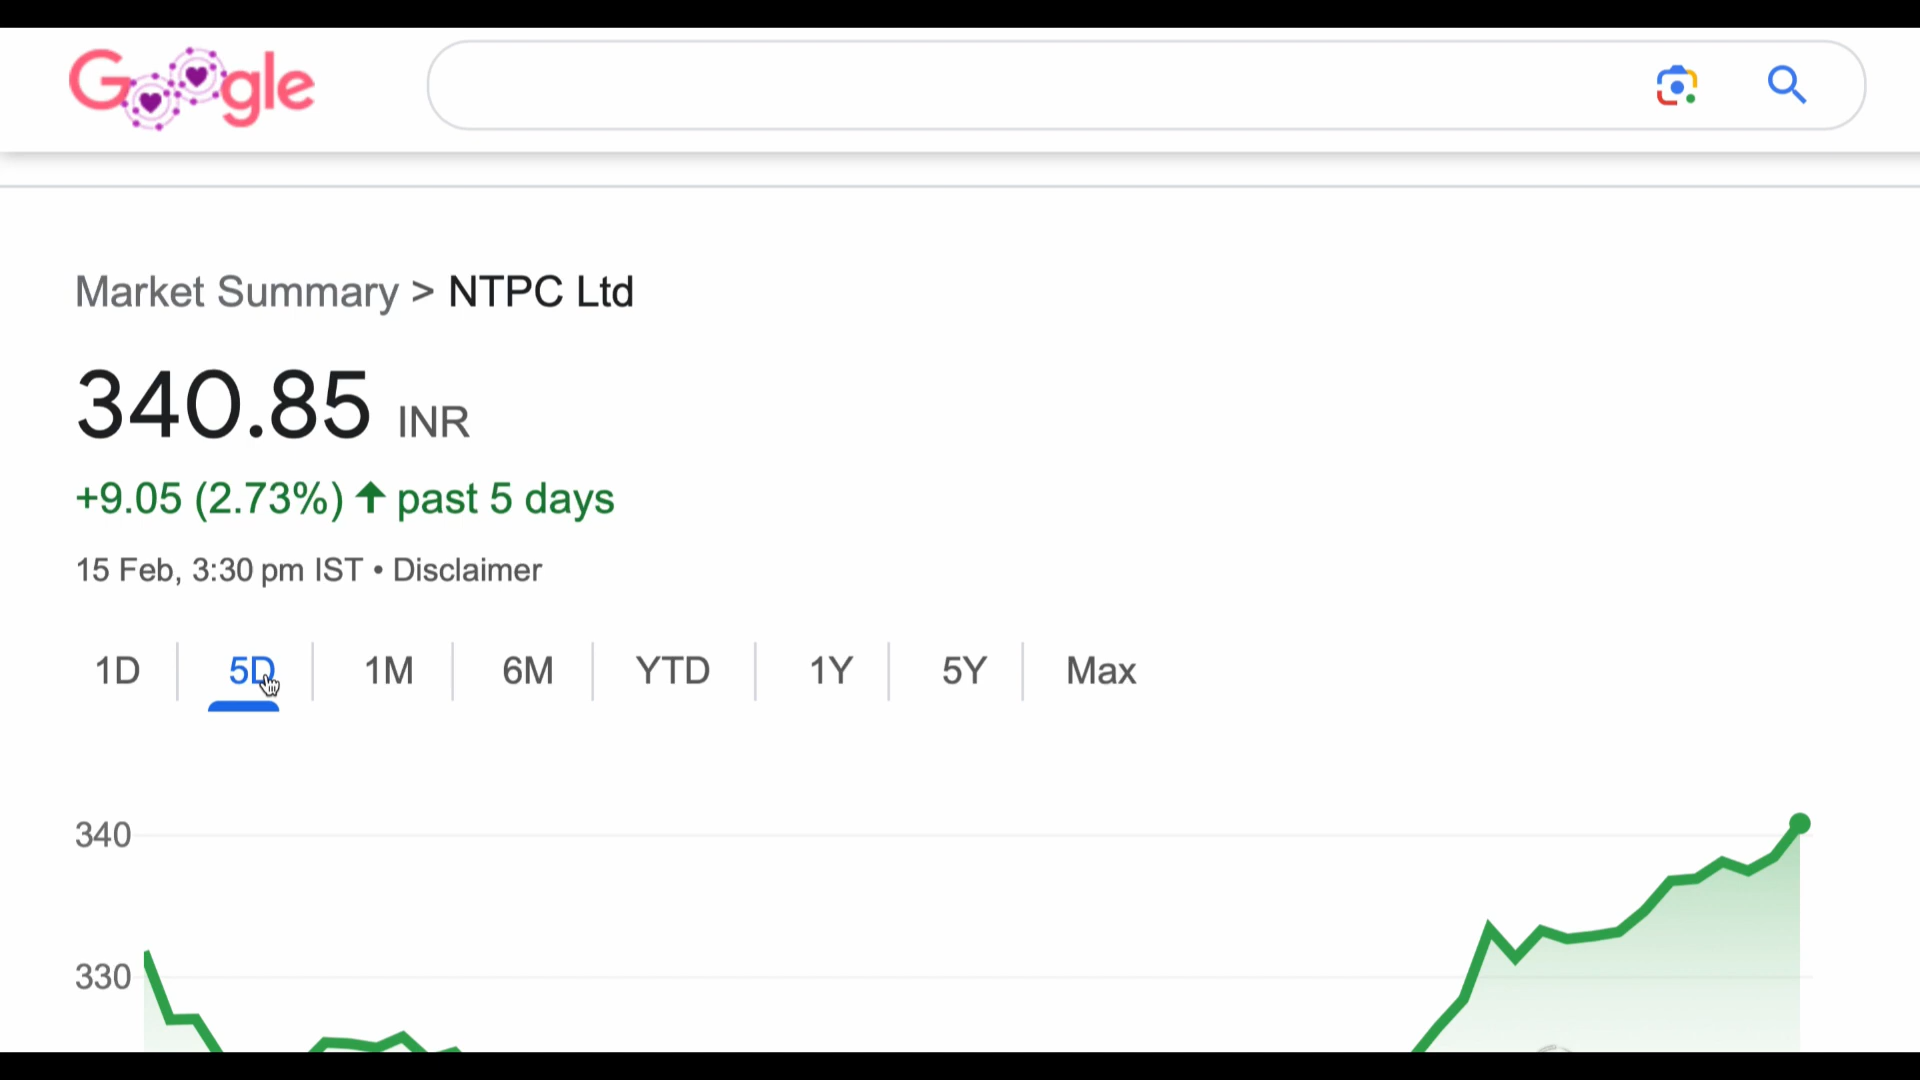 Google
Market Summary > NTPC Ltd
340.85 INR
+9.05 (2.73%) ↑ past 5 days
15 Feb, 3:30 pm IST • Disclaimer
1D 5D 1M 6M YTD 1Y 5Y Max
340
330